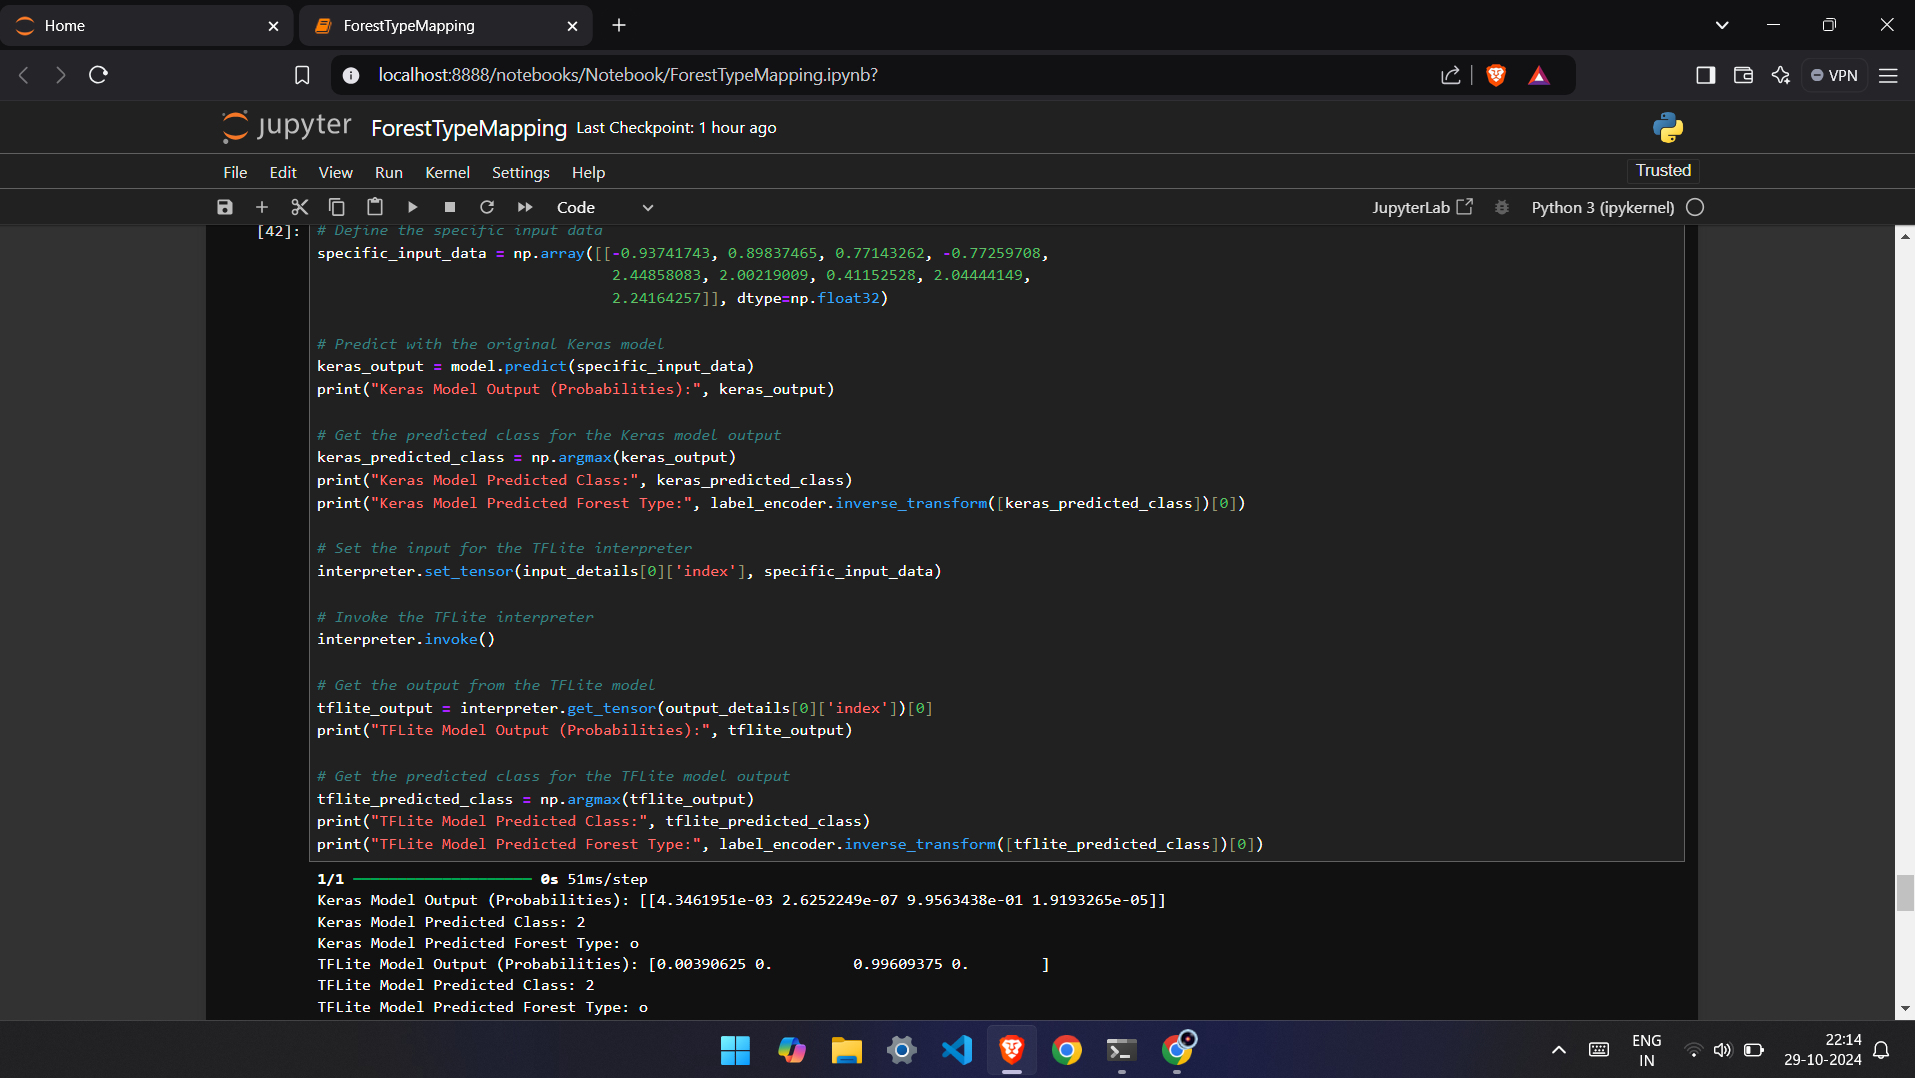 Home
ForestTypeMapping
localhost:8888/notebooks/Notebook/ForestTypeMapping.ipynb?
VPN
jupyter ForestTypeMapping Last Checkpoint: 1 hour ago
File Edit View Run Kernel Settings Help
Trusted
Code
JupyterLab
Python 3 (ipykernel)
[42]: # Define the specific input data
specific_input_data = np.array([[-0.93741743, 0.89837465, 0.77143262, -0.77259708,
2.44858083, 2.00219009, 0.41152528, 2.04444149,
2.24164257]], dtype=np.float32)
# Predict with the original Keras model
keras_output = model.predict(specific_input_data)
print("Keras Model Output (Probabilities):", keras_output)
# Get the predicted class for the Keras model output
keras_predicted_class = np.argmax(keras_output)
print("Keras Model Predicted Class:", keras_predicted_class)
print("Keras Model Predicted Forest Type:", label_encoder.inverse_transform([keras_predicted_class])[0])
# Set the input for the TFLite interpreter
interpreter.set_tensor(input_details[0]['index'], specific_input_data)
# Invoke the TFLite interpreter
interpreter.invoke()
# Get the output from the TFLite model
tflite_output = interpreter.get_tensor(output_details[0]['index'])[0]
print("TFLite Model Output (Probabilities):", tflite_output)
# Get the predicted class for the TFLite model output
tflite_predicted_class = np.argmax(tflite_output)
print("TFLite Model Predicted Class:", tflite_predicted_class)
print("TFLite Model Predicted Forest Type:", label_encoder.inverse_transform([tflite_predicted_class])[0])
1/1 ━━━━━━━━━━━━━━━━━━━━ 0s 51ms/step
Keras Model Output (Probabilities): [[4.3461951e-03 2.6252249e-07 9.9563438e-01 1.9193265e-05]]
Keras Model Predicted Class: 2
Keras Model Predicted Forest Type: o
TFLite Model Output (Probabilities): [0.00390625 0.         0.99609375 0.        ]
TFLite Model Predicted Class: 2
TFLite Model Predicted Forest Type: o
ENG
IN
22:14
29-10-2024